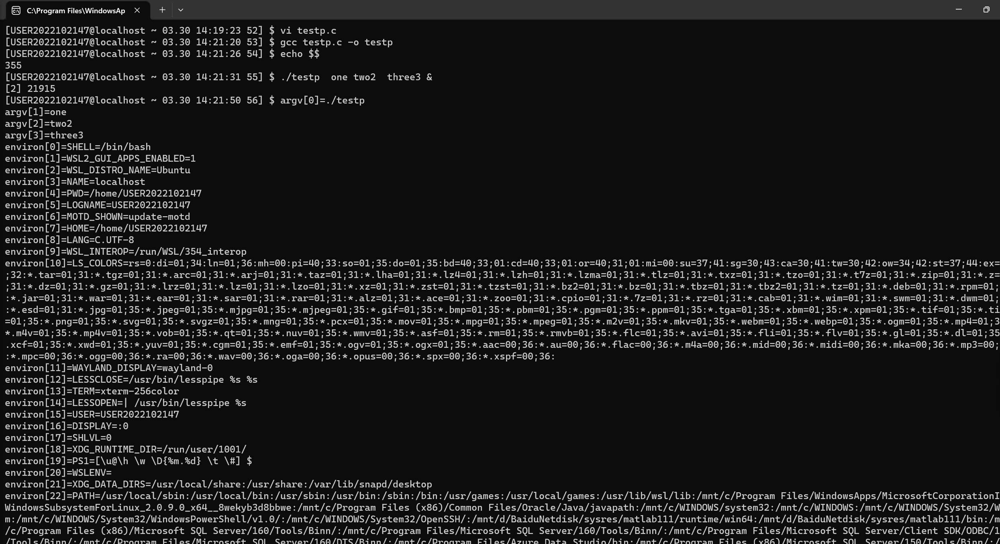 C:\Program Files\WindowsAp
[USER2022102147@localhost ~ 03.30 14:19:23 52] $ vi testp.c
[USER2022102147@localhost ~ 03.30 14:21:20 53] $ gcc testp.c -o testp
[USER2022102147@localhost ~ 03.30 14:21:26 54] $ echo $$
355
[USER2022102147@localhost ~ 03.30 14:21:31 55] $ ./testp  one two2  three3 &
[2] 21915
[USER2022102147@localhost ~ 03.30 14:21:50 56] $ argv[0]=./testp
argv[1]=one
argv[2]=two2
argv[3]=three3
environ[0]=SHELL=/bin/bash
environ[1]=WSL2_GUI_APPS_ENABLED=1
environ[2]=WSL_DISTRO_NAME=Ubuntu
environ[3]=NAME=localhost
environ[4]=PWD=/home/USER2022102147
environ[5]=LOGNAME=USER2022102147
environ[6]=MOTD_SHOWN=update-motd
environ[7]=HOME=/home/USER2022102147
environ[8]=LANG=C.UTF-8
environ[9]=WSL_INTEROP=/run/WSL/354_interop
environ[10]=LS_COLORS=rs=0:di=01;34:ln=01;36:mh=00:pi=40;33:so=01;35:do=01;35:bd=40;33;01:cd=40;33;01:or=40;31;01:mi=00:su=37;41:sg=30;43:ca=30;41:tw=30;42:ow=34;42:st=37;44:ex=
;32:*.tar=01;31:*.tgz=01;31:*.arc=01;31:*.arj=01;31:*.taz=01;31:*.lha=01;31:*.lz4=01;31:*.lzh=01;31:*.lzma=01;31:*.tlz=01;31:*.txz=01;31:*.tzo=01;31:*.t7z=01;31:*.zip=01;31:*.z=
;31:*.dz=01;31:*.gz=01;31:*.lrz=01;31:*.lz=01;31:*.lzo=01;31:*.xz=01;31:*.zst=01;31:*.tzst=01;31:*.bz2=01;31:*.bz=01;31:*.tbz=01;31:*.tbz2=01;31:*.tz=01;31:*.deb=01;31:*.rpm=01;
:*.jar=01;31:*.war=01;31:*.ear=01;31:*.sar=01;31:*.rar=01;31:*.alz=01;31:*.ace=01;31:*.zoo=01;31:*.cpio=01;31:*.7z=01;31:*.rz=01;31:*.cab=01;31:*.wim=01;31:*.swm=01;31:*.dwm=01;
:*.esd=01;31:*.jpg=01;35:*.jpeg=01;35:*.mjpg=01;35:*.mjpeg=01;35:*.gif=01;35:*.bmp=01;35:*.pbm=01;35:*.pgm=01;35:*.ppm=01;35:*.tga=01;35:*.xbm=01;35:*.xpm=01;35:*.tif=01;35:*.ti
=01;35:*.png=01;35:*.svg=01;35:*.svgz=01;35:*.mng=01;35:*.pcx=01;35:*.mov=01;35:*.mpg=01;35:*.mpeg=01;35:*.m2v=01;35:*.mkv=01;35:*.webm=01;35:*.webp=01;35:*.ogm=01;35:*.mp4=01;3
*.m4v=01;35:*.mp4v=01;35:*.vob=01;35:*.qt=01;35:*.nuv=01;35:*.wmv=01;35:*.asf=01;35:*.rm=01;35:*.rmvb=01;35:*.flc=01;35:*.avi=01;35:*.fli=01;35:*.flv=01;35:*.gl=01;35:*.dl=01;35
.xcf=01;35:*.xwd=01;35:*.yuv=01;35:*.cgm=01;35:*.emf=01;35:*.ogv=01;35:*.ogx=01;35:*.aac=00;36:*.au=00;36:*.flac=00;36:*.m4a=00;36:*.mid=00;36:*.midi=00;36:*.mka=00;36:*.mp3=00;
:*.mpc=00;36:*.ogg=00;36:*.ra=00;36:*.wav=00;36:*.oga=00;36:*.opus=00;36:*.spx=00;36:*.xspf=00;36:
environ[11]=WAYLAND_DISPLAY=wayland-0
environ[12]=LESSCLOSE=/usr/bin/lesspipe %s %s
environ[13]=TERM=xterm-256color
environ[14]=LESSOPEN=| /usr/bin/lesspipe %s
environ[15]=USER=USER2022102147
environ[16]=DISPLAY=:0
environ[17]=SHLVL=0
environ[18]=XDG_RUNTIME_DIR=/run/user/1001/
environ[19]=PS1=[\u@\h \w \D{%m.%d} \t \#] $
environ[20]=WSLENV=
environ[21]=XDG_DATA_DIRS=/usr/local/share:/usr/share:/var/lib/snapd/desktop
environ[22]=PATH=/usr/local/sbin:/usr/local/bin:/usr/sbin:/usr/bin:/sbin:/bin:/usr/games:/usr/local/games:/usr/lib/wsl/lib:/mnt/c/Program Files/WindowsApps/MicrosoftCorporationI
WindowsSubsystemForLinux_2.0.9.0_x64__8wekyb3d8bbwe:/mnt/c/Program Files (x86)/Common Files/Oracle/Java/javapath:/mnt/c/WINDOWS/system32:/mnt/c/WINDOWS:/mnt/c/WINDOWS/System32/W
m:/mnt/c/WINDOWS/System32/WindowsPowerShell/v1.0/:/mnt/c/WINDOWS/System32/OpenSSH/:/mnt/d/BaiduNetdisk/sysres/matlab111/runtime/win64:/mnt/d/BaiduNetdisk/sysres/matlab111/bin:/m
/c/Program Files (x86)/Microsoft SQL Server/160/Tools/Binn/:/mnt/c/Program Files/Microsoft SQL Server/160/Tools/Binn/:/mnt/c/Program Files/Microsoft SQL Server/Client SDK/ODBC/1
/Tools/Binn/:/mnt/c/Program Files/Microsoft SQL Server/160/DTS/Binn/:/mnt/c/Program Files/Azure Data Studio/bin:/mnt/c/Program Files (x86)/Microsoft SQL Server/150/Tools/Binn/:/